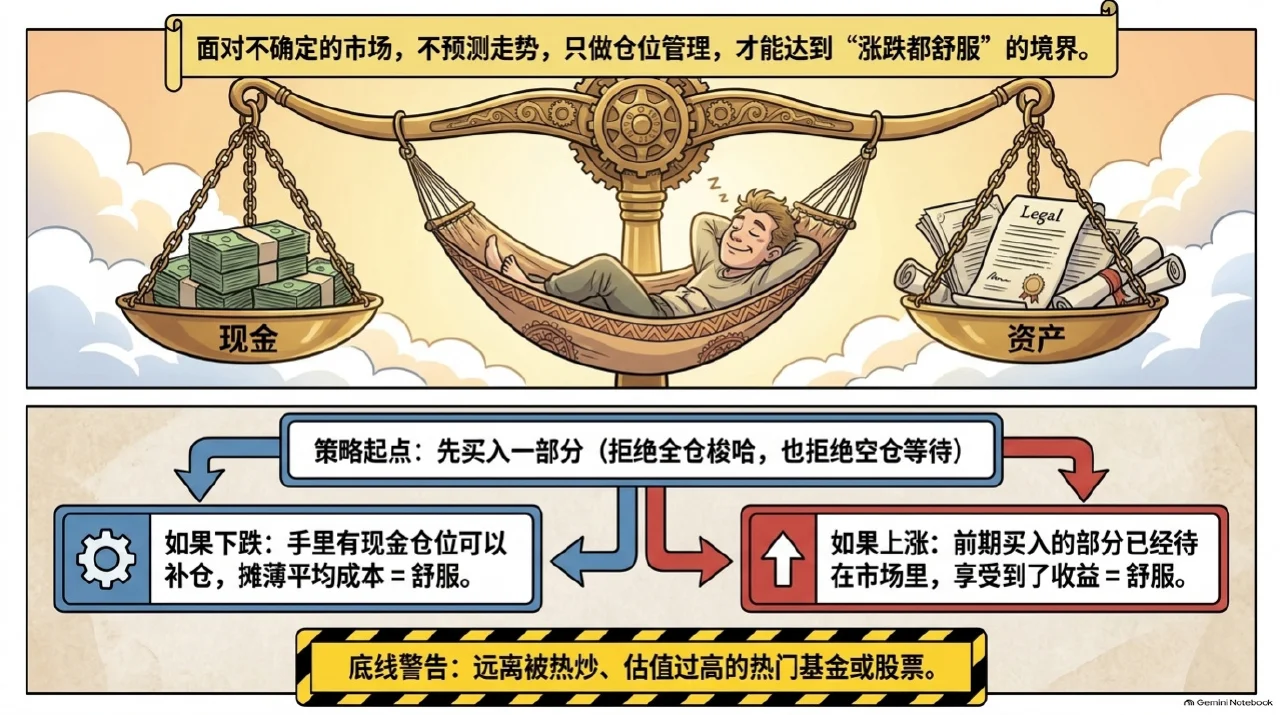 面对不确定的市场，不预测走势，只做仓位管理，才能达到“涨跌都舒服”的境界。
z z z
Legal
现金
资产
策略起点：先买入一部分（拒绝全仓梭哈，也拒绝空仓等待）
如果下跌：手里有现金仓位可以
补仓，摊薄平均成本 = 舒服。
如果上涨：前期买入的部分已经待
在市场里，享受到了收益 = 舒服。
底线警告：远离被热炒、估值过高的热门基金或股票。
Gemini Notebook